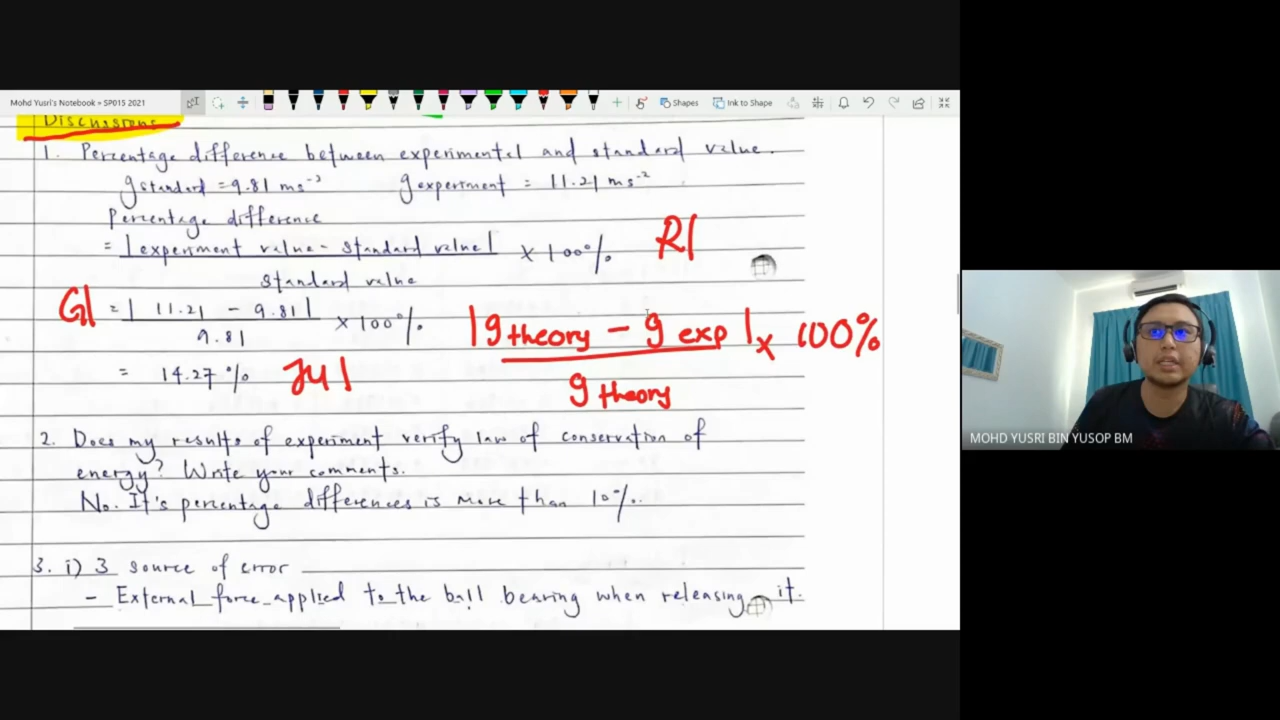 Mohd Yusri's Notebook » SP015 2021
Shapes
Ink to Shape
Discussions
1. Percentage difference between experimental and standard value.
g standard = 9.81 ms⁻² g experiment = 11.21 ms⁻²
Percentage difference
= |experiment value - standard value| × 100% R1
standard value
G1 = | 11.21 - 9.81 | × 100%
9.81
|g theory - g exp | × 100%
g theory
= 14.27 % JU1
2. Does my results of experiment verify law of conservation of
energy? Write your comments.
No. It's percentage differences is more than 10%.
3. i) 3 source of error
- External force applied to the ball bearing when releasing it.
MOHD YUSRI BIN YUSOP BM